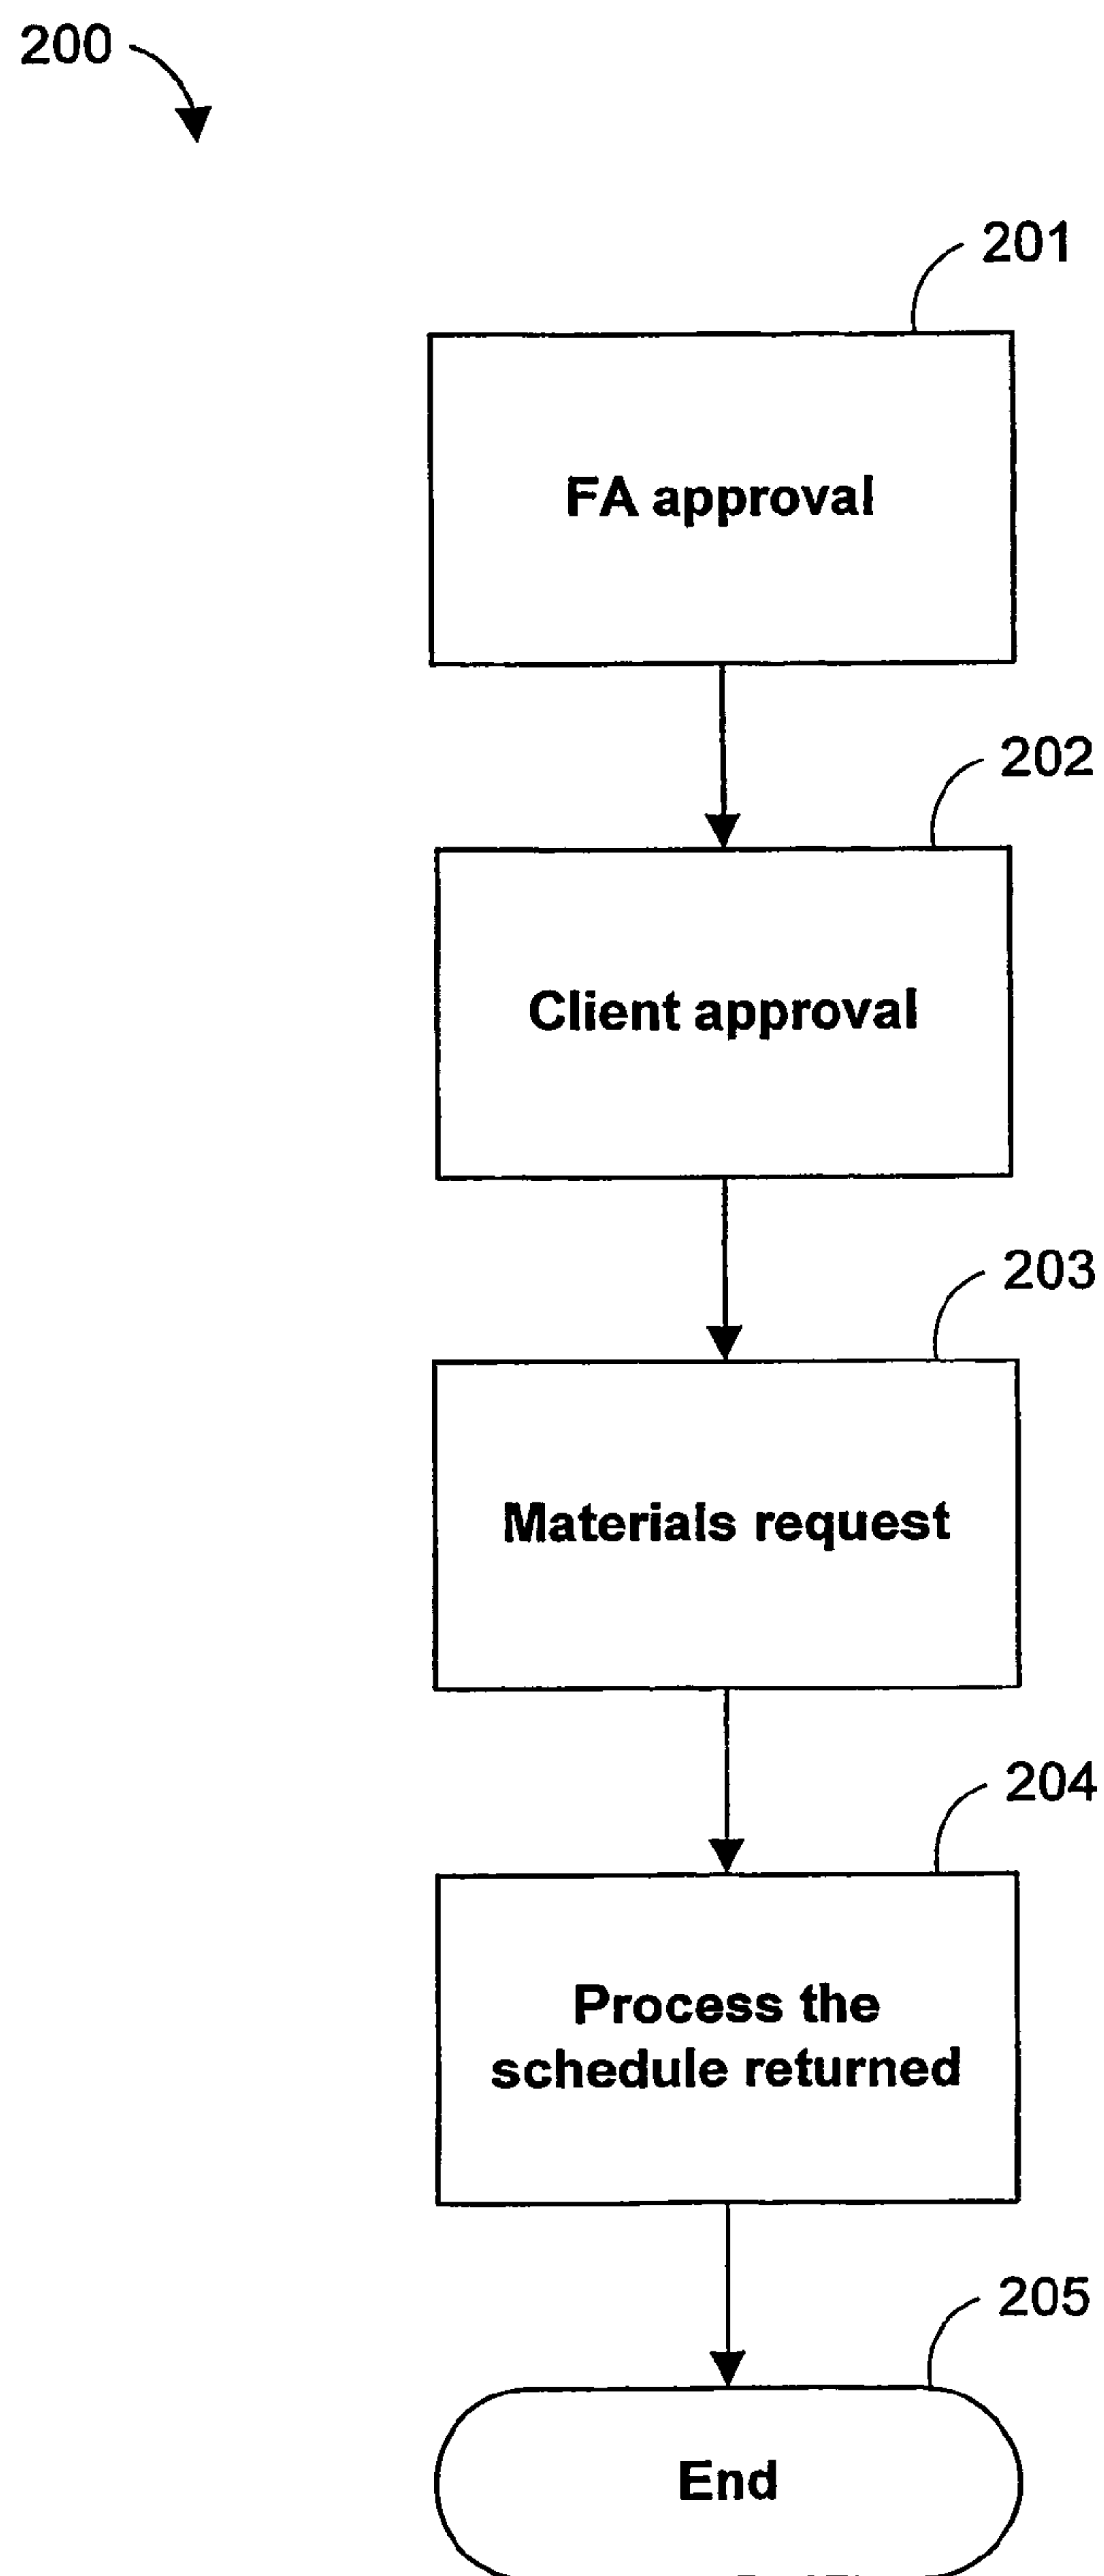 200
201
FA approval
202
Client approval
203
Materials request
204
Process the
schedule returned
205
End